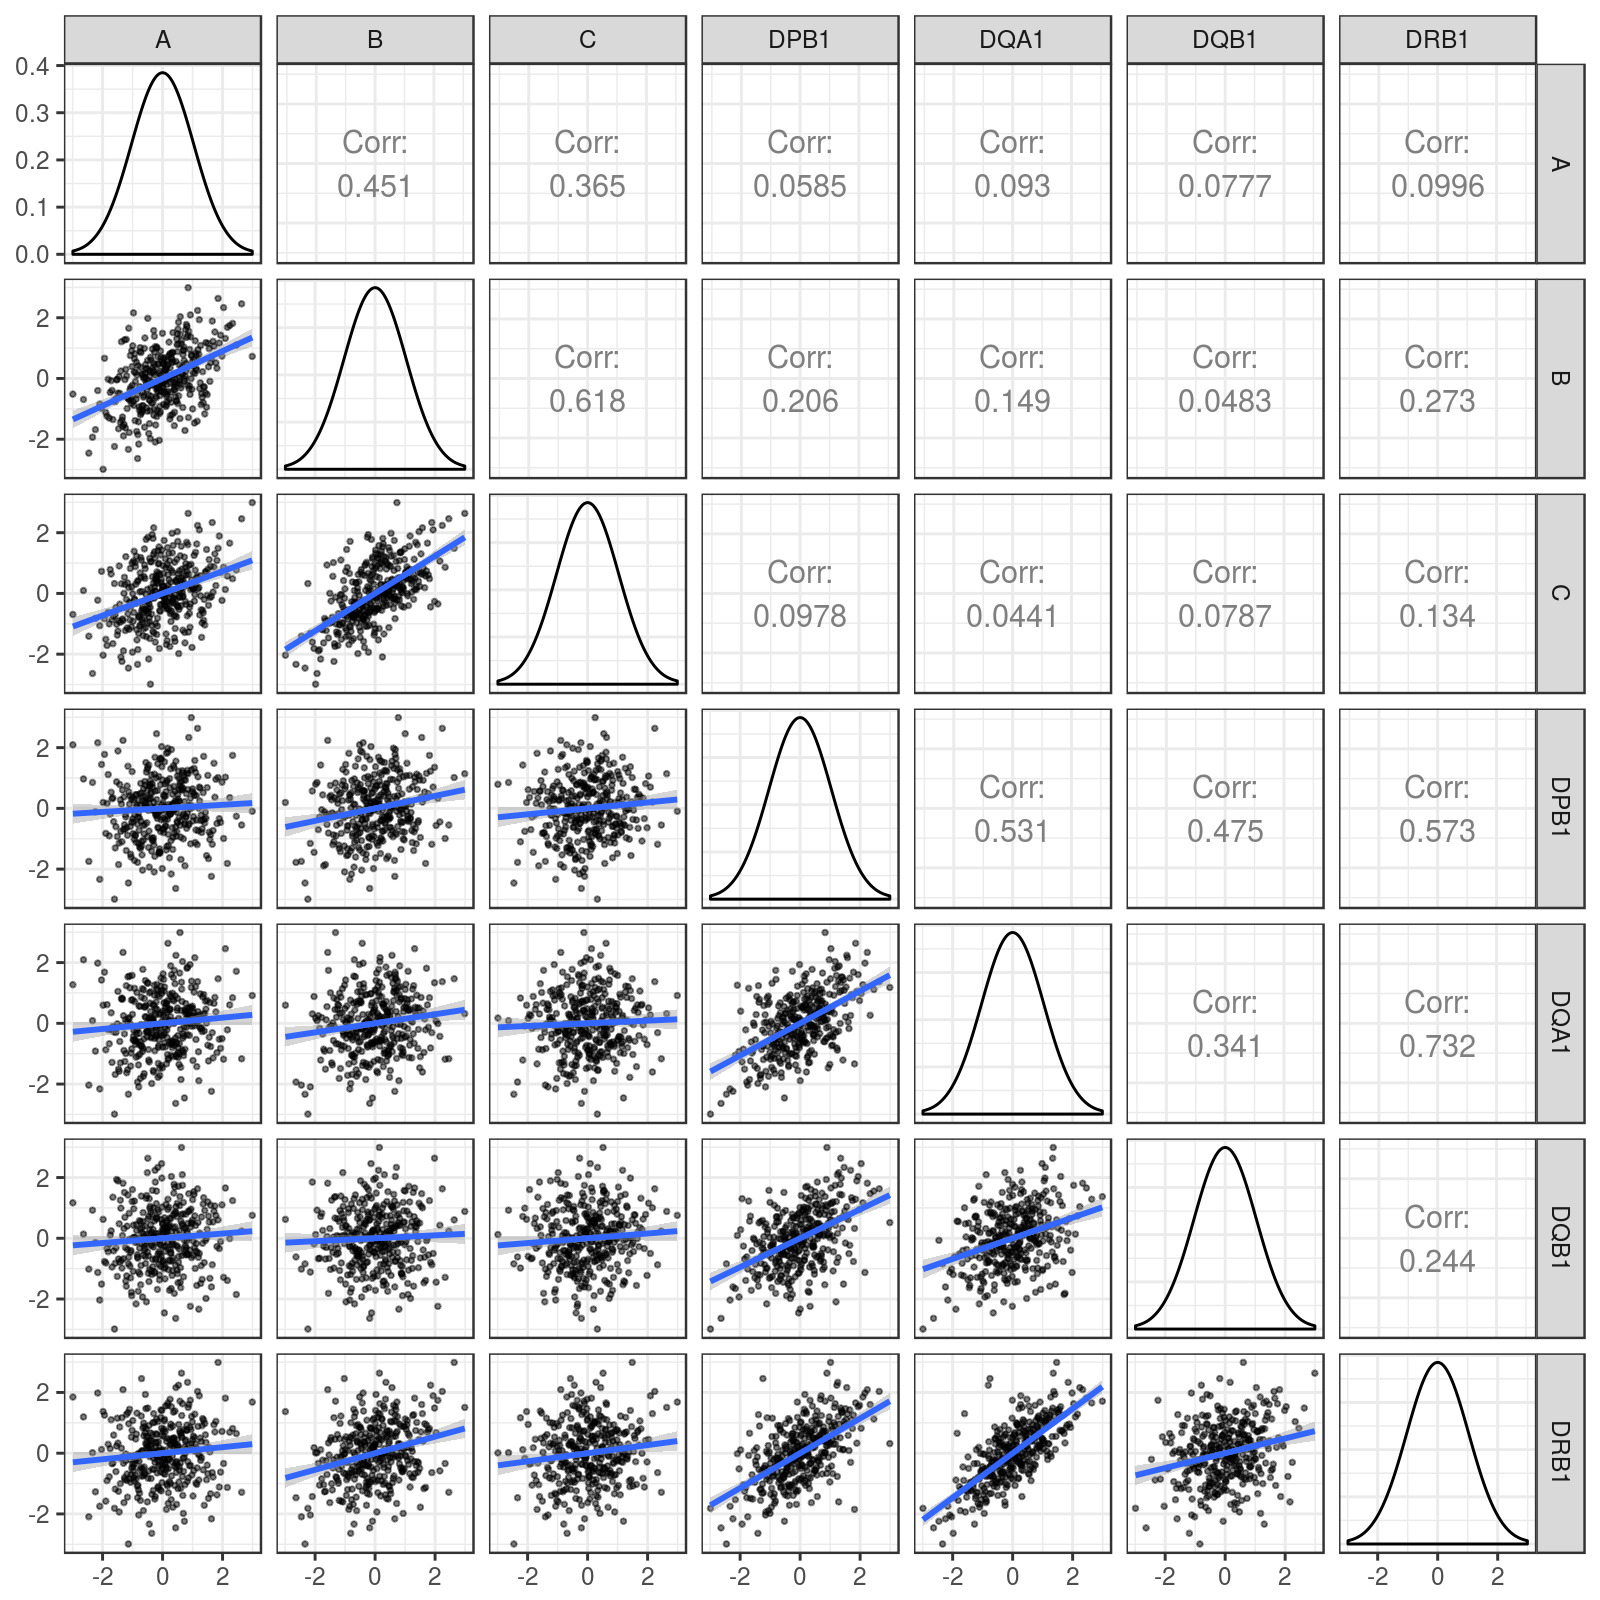 A B C DPB1 DQA1 DQB1 DRB1
0.4
0.3
0.2
0.1
0.0
Corr: Corr: Corr: Corr: Corr: Corr:
0.451 0.365 0.0585 0.093 0.0777 0.0996
A
2
0
-2
Corr: Corr: Corr: Corr: Corr:
0.618 0.206 0.149 0.0483 0.273
B
2
0
-2
Corr: Corr: Corr: Corr:
0.0978 0.0441 0.0787 0.134
C
2
0
-2
Corr: Corr: Corr:
0.531 0.475 0.573
DPB1
2
0
-2
Corr: Corr:
0.341 0.732
DQA1
2
0
-2
Corr:
0.244
DQB1
2
0
-2
DRB1
-2 0 2 -2 0 2 -2 0 2 -2 0 2 -2 0 2 -2 0 2 -2 0 2